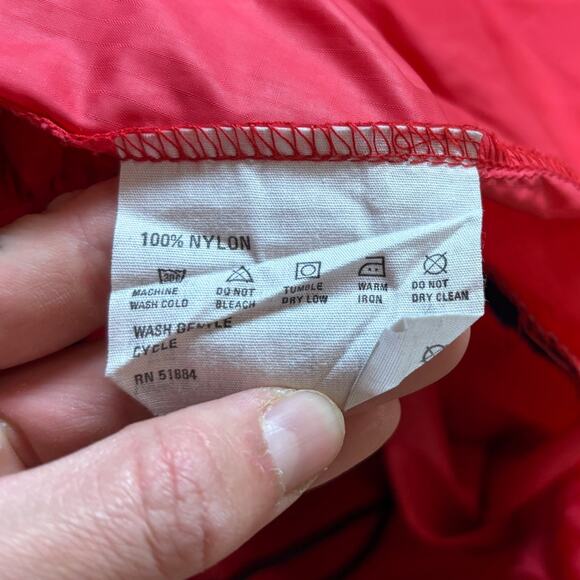 100% NYLON
MACHINE WASH COLD
DO NOT BLEACH
TUMBLE DRY LOW
WARM IRON
DO NOT DRY CLEAN
WASH GENTLE
CYCLE
RN 51884